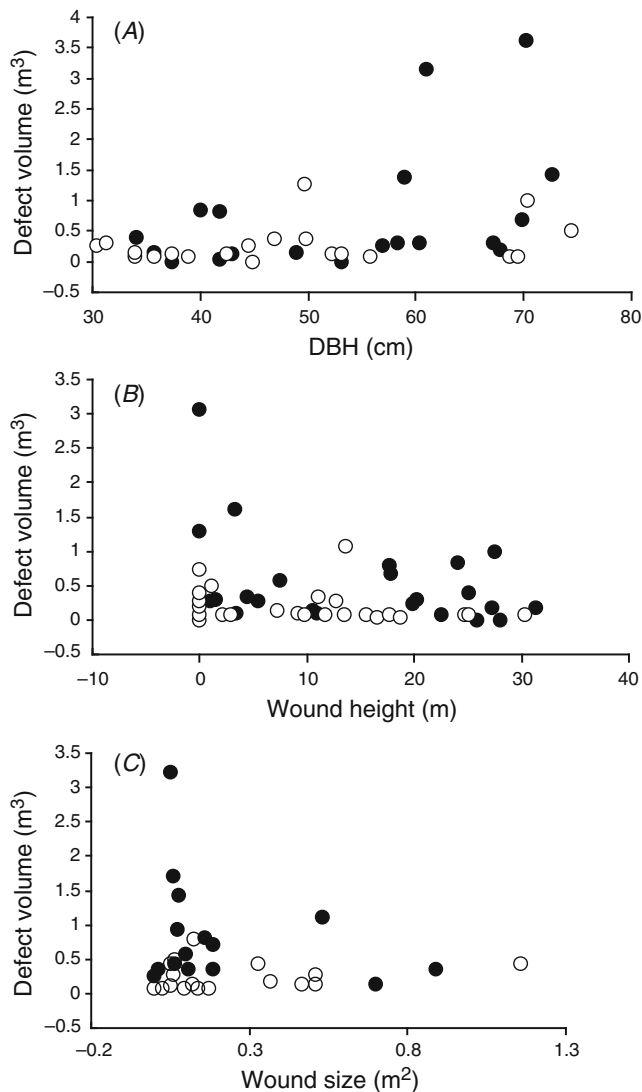 (A)
Defect volume (m³)
4
3.5
3
2.5
2
1.5
1
0.5
0
–0.5
30 40 50 60 70 80
DBH (cm)
(B)
Defect volume (m³)
3.5
3
2.5
2
1.5
1
0.5
0
–0.5
–10 0 10 20 30 40
Wound height (m)
(C)
Defect volume (m³)
3.5
3
2.5
2
1.5
1
0.5
0
–0.5
–0.2 0.3 0.8 1.3
Wound size (m²)